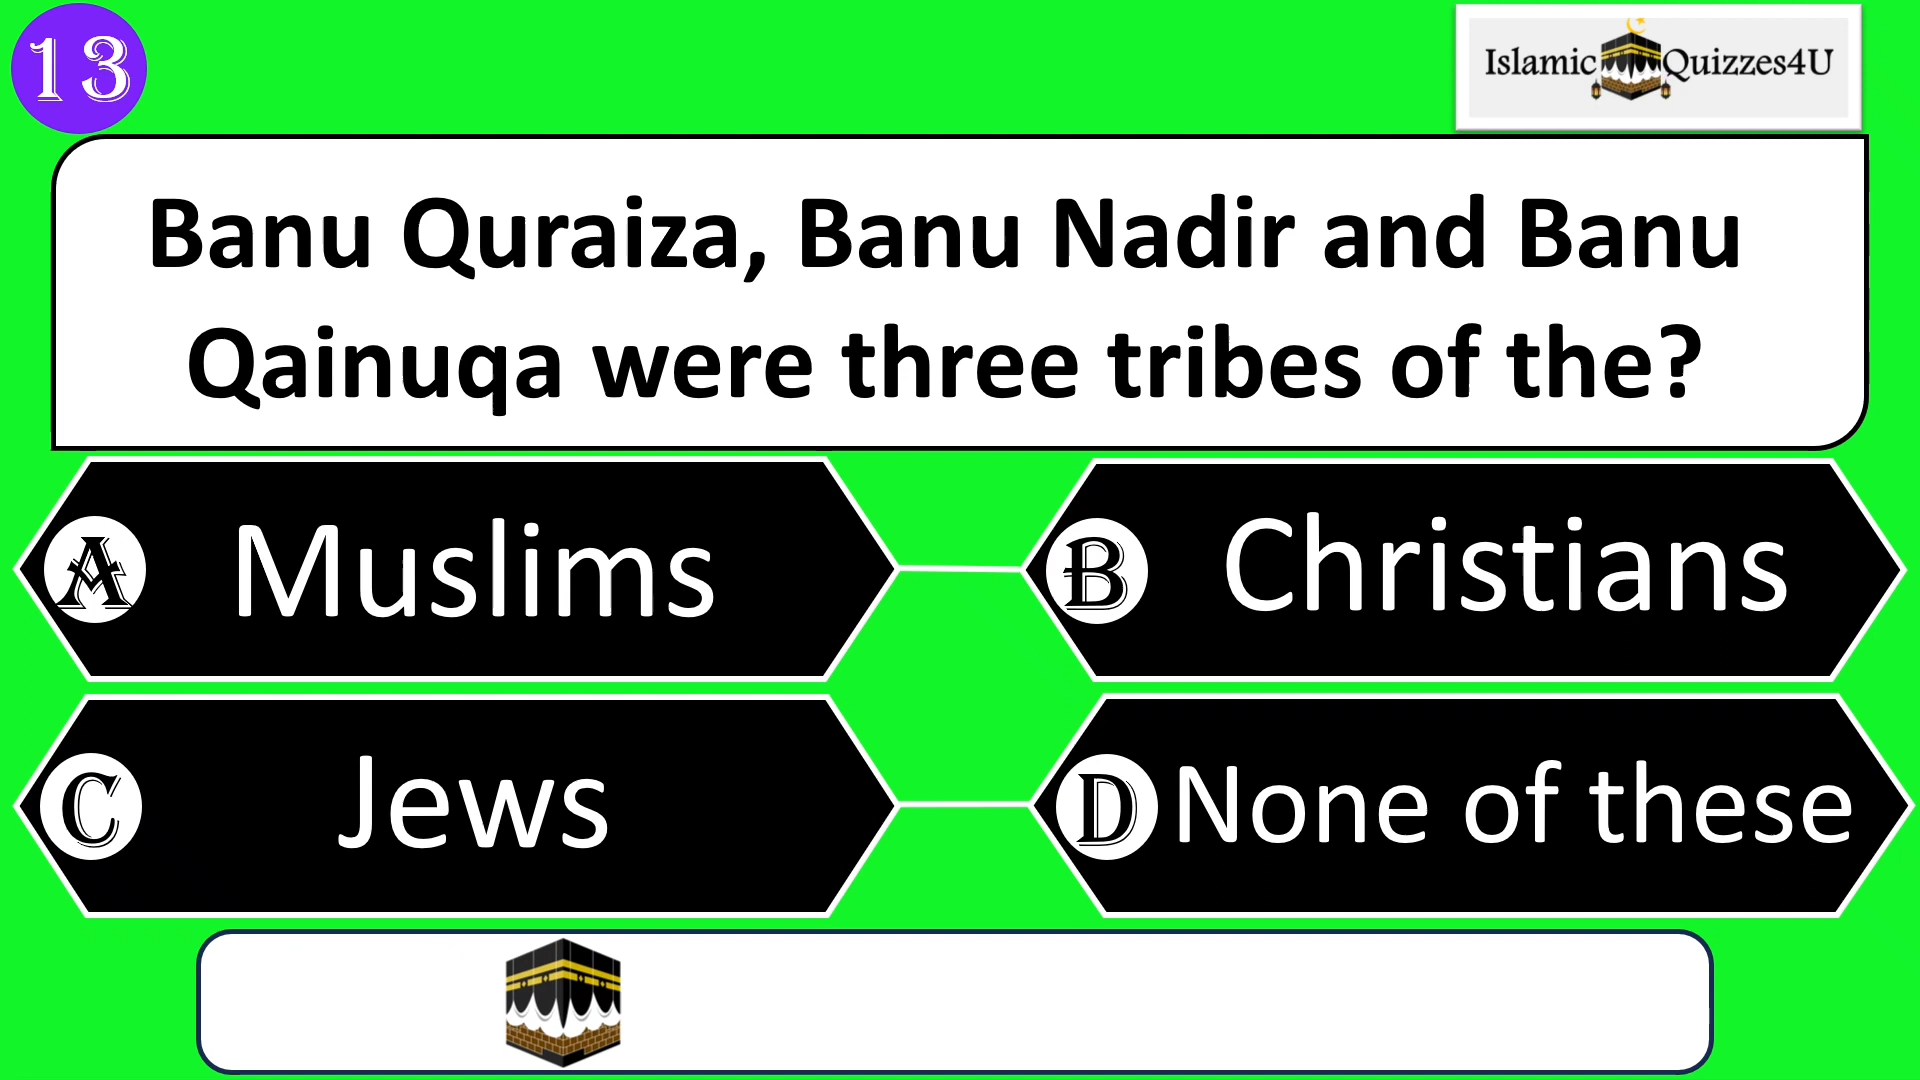 13
Islamic Quizzes4U
Banu Quraiza, Banu Nadir and Banu
Qainuqa were three tribes of the?
A Muslims
B Christians
C Jews
D None of these